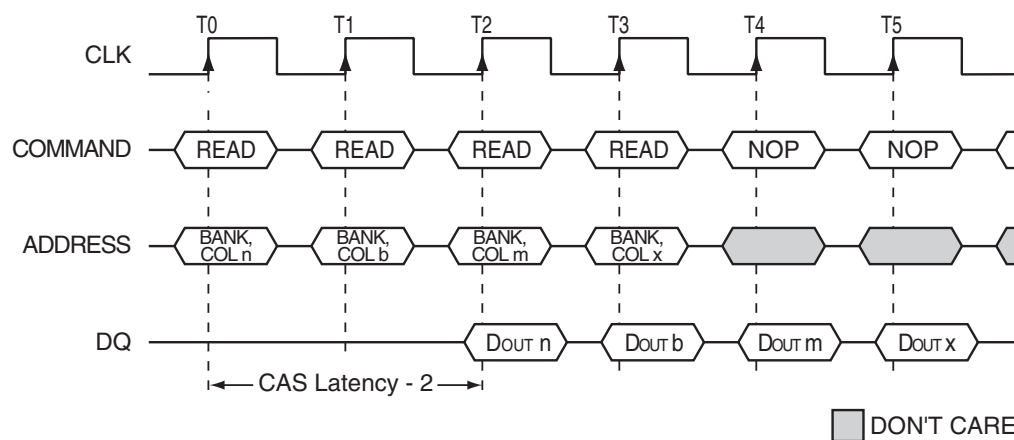 T0 T1 T2 T3 T4 T5
CLK
COMMAND READ READ READ READ NOP NOP
ADDRESS BANK, COL n BANK, COL b BANK, COL m BANK, COL x
DQ DOUT n DOUT b DOUT m DOUT x
CAS Latency - 2
DON'T CARE